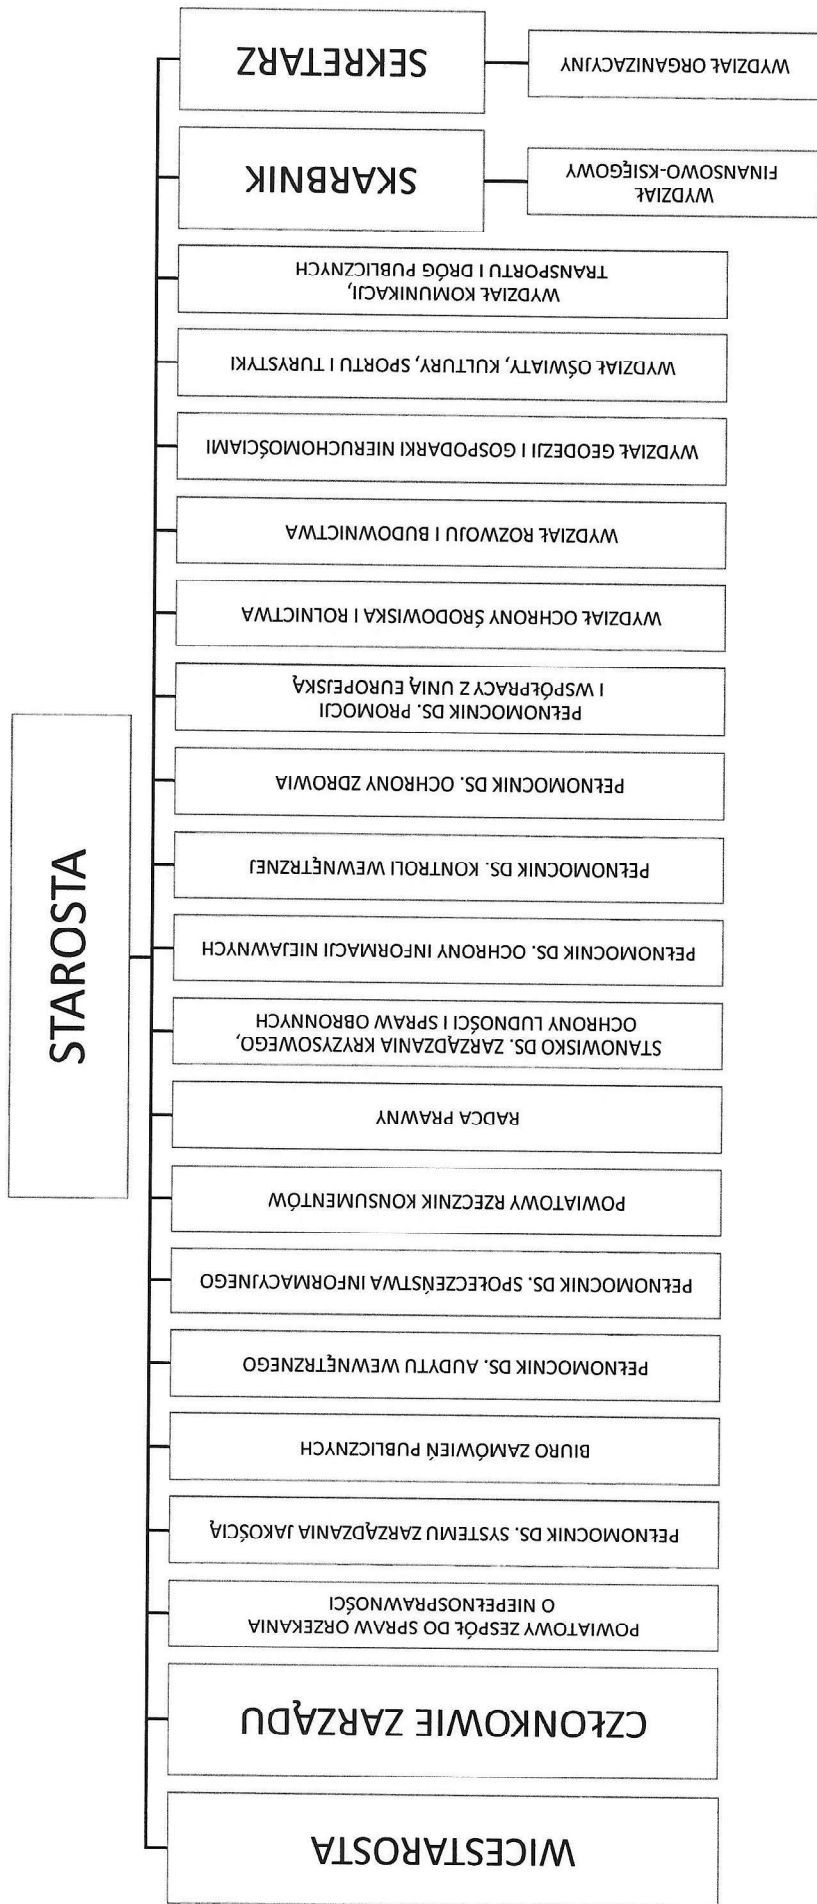 STAROSTA
WICESTAROSTA
CZŁONKOWIE ZARZĄDU
POWIATOWY ZESPÓŁ DO SPRAW ORZEKANIA
O NIEPEŁNOSPRAWNOŚCI
PEŁNOMOCNIK DS. SYSTEMU ZARZĄDZANIA JAKOŚCIĄ
BIURO ZAMÓWIEŃ PUBLICZNYCH
PEŁNOMOCNIK DS. AUDYTU WEWNĘTRZNEGO
PEŁNOMOCNIK DS. SPOŁECZEŃSTWA INFORMACYJNEGO
POWIATOWY RZECZNIK KONSUMENTÓW
RADCA PRAWNY
STANOWISKO DS. ZARZĄDZANIA KRYZYSOWEGO,
OCHRONY LUDNOŚCI I SPRAW OBRONNYCH
PEŁNOMOCNIK DS. OCHRONY INFORMACJI NIEJAWNYCH
PEŁNOMOCNIK DS. KONTROLI WEWNĘTRZNEJ
PEŁNOMOCNIK DS. OCHRONY ZDROWIA
PEŁNOMOCNIK DS. PROMOCJI
I WSPÓŁPRACY Z UNIĄ EUROPEJSKĄ
WYDZIAŁ OCHRONY ŚRODOWISKA I ROLNICTWA
WYDZIAŁ ROZWOJU I BUDOWNICTWA
WYDZIAŁ GEODEZJI I GOSPODARKI NIERUCHOMOŚCIAMI
WYDZIAŁ OŚWIATY, KULTURY, SPORTU I TURYSTYKI
WYDZIAŁ KOMUNIKACJI,
TRANSPORTU I DRÓG PUBLICZNYCH
SKARBNIK
WYDZIAŁ
FINANSOWO-KSIĘGOWY
SEKRETARZ
WYDZIAŁ ORGANIZACYJNY